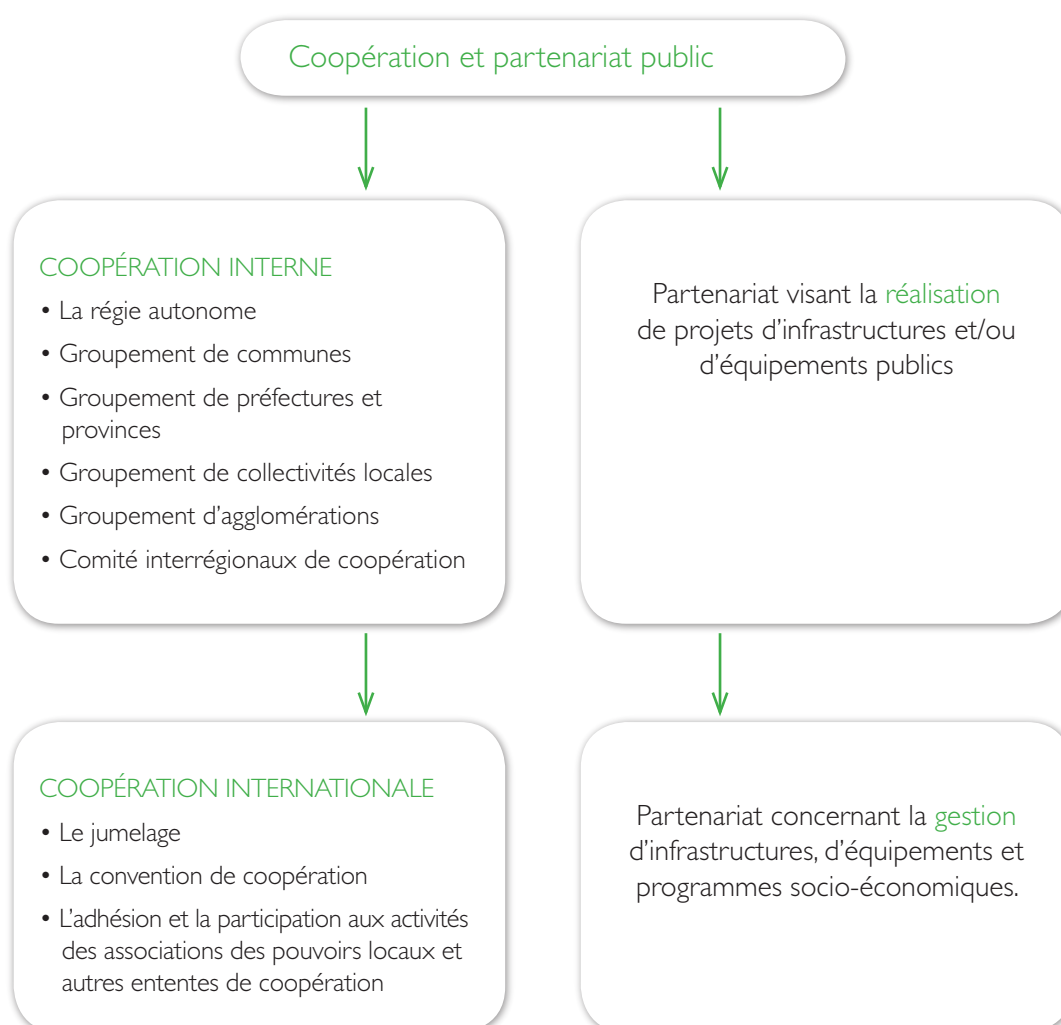 Coopération et partenariat public
COOPÉRATION INTERNE
• La régie autonome
• Groupement de communes
• Groupement de préfectures et
provinces
• Groupement de collectivités locales
• Groupement d'agglomérations
• Comité interrégionaux de coopération
Partenariat visant la réalisation
de projets d'infrastructures et/ou
d'équipements publics
COOPÉRATION INTERNATIONALE
• Le jumelage
• La convention de coopération
• L'adhésion et la participation aux activités
des associations des pouvoirs locaux et
autres ententes de coopération
Partenariat concernant la gestion
d'infrastructures, d'équipements et
programmes socio-économiques.